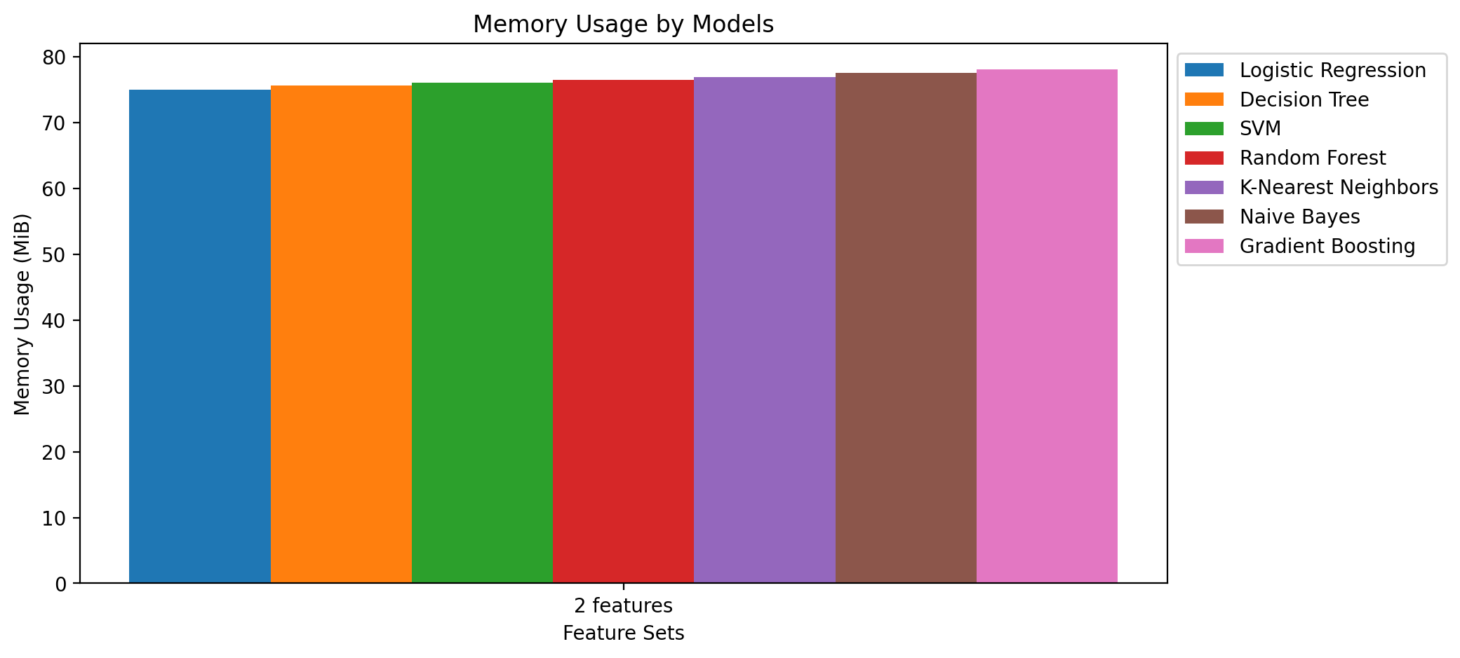 Memory Usage by Models
Memory Usage (MiB)
80
70
60
50
40
30
20
10
0
2 features
Feature Sets
Logistic Regression
Decision Tree
SVM
Random Forest
K-Nearest Neighbors
Naive Bayes
Gradient Boosting